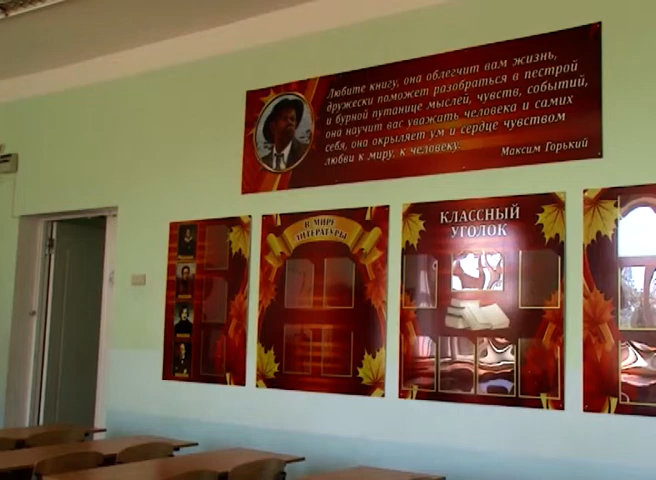 Любите книгу, она облегчит вам жизнь,
дружески поможет разобраться в пестрой
и бурной путанице мыслей, чувств, событий,
она научит вас уважать человека и самих
себя, она окрыляет ум и сердце чувством
любви к миру, к человеку.
Максим Горький
В МИРЕ
ЛИТЕРАТУРЫ
КЛАССНЫЙ
УГОЛОК